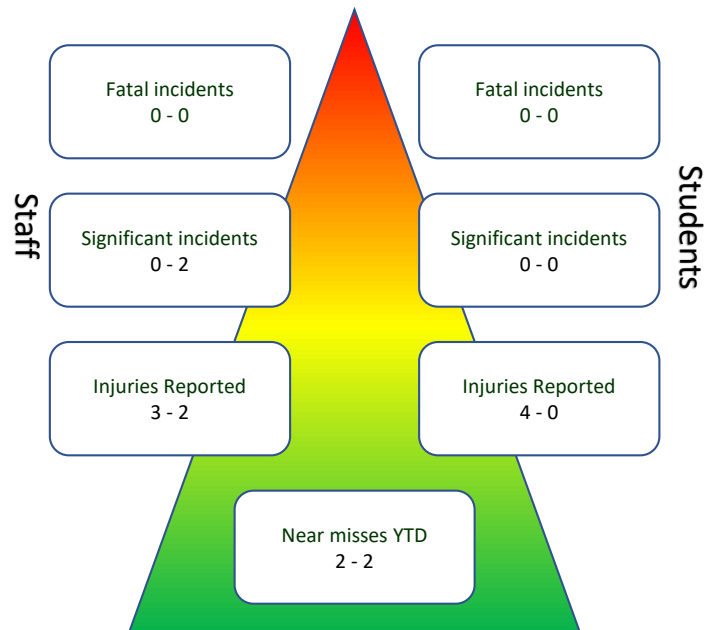 Fatal incidents
0 - 0
Fatal incidents
0 - 0
Staff
Students
Significant incidents
0 - 2
Significant incidents
0 - 0
Injuries Reported
3 - 2
Injuries Reported
4 - 0
Near misses YTD
2 - 2